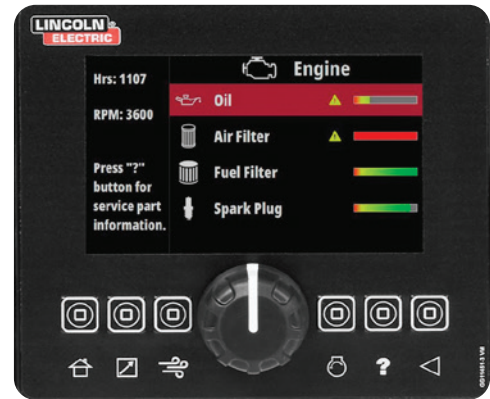 LINCOLN
ELECTRIC
Engine
Hrs: 1107
RPM: 3600
Press "?"
button for
service part
information.
Oil
Air Filter
Fuel Filter
Spark Plug
?